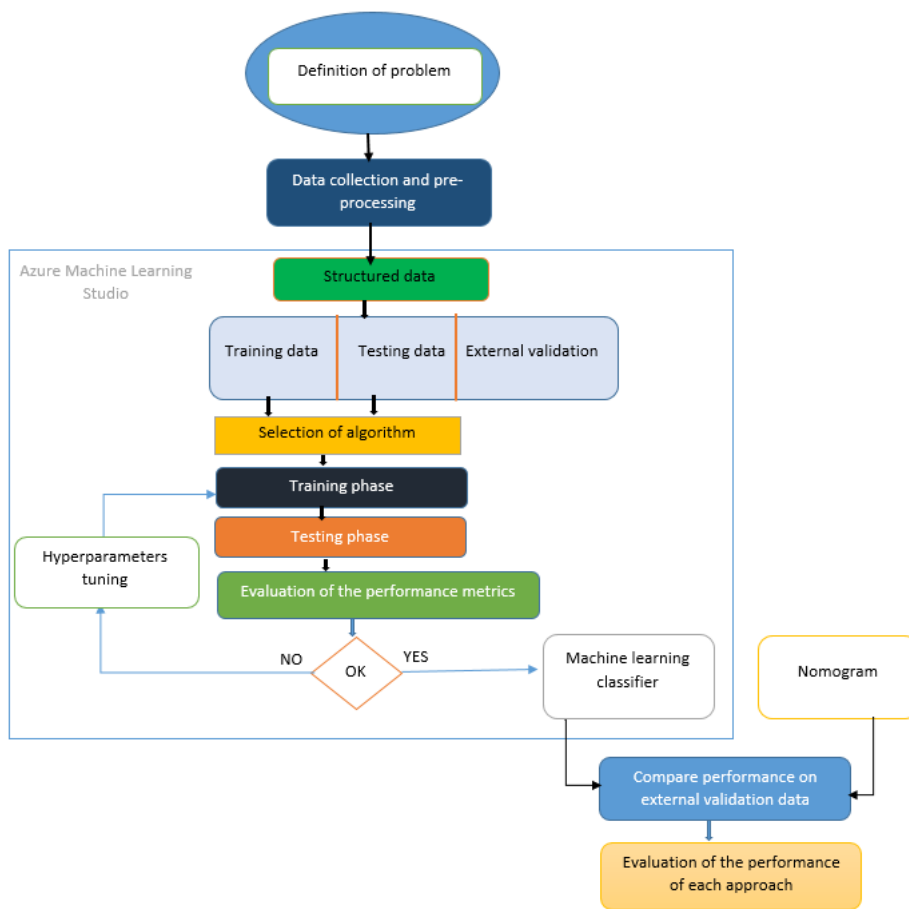 Definition of problem
Data collection and pre-
processing
Azure Machine Learning
Studio
Structured data
Training data
Testing data
External validation
Selection of algorithm
Training phase
Testing phase
Hyperparameters
tuning
Evaluation of the performance metrics
NO
OK
YES
Machine learning
classifier
Nomogram
Compare performance on
external validation data
Evaluation of the performance
of each approach